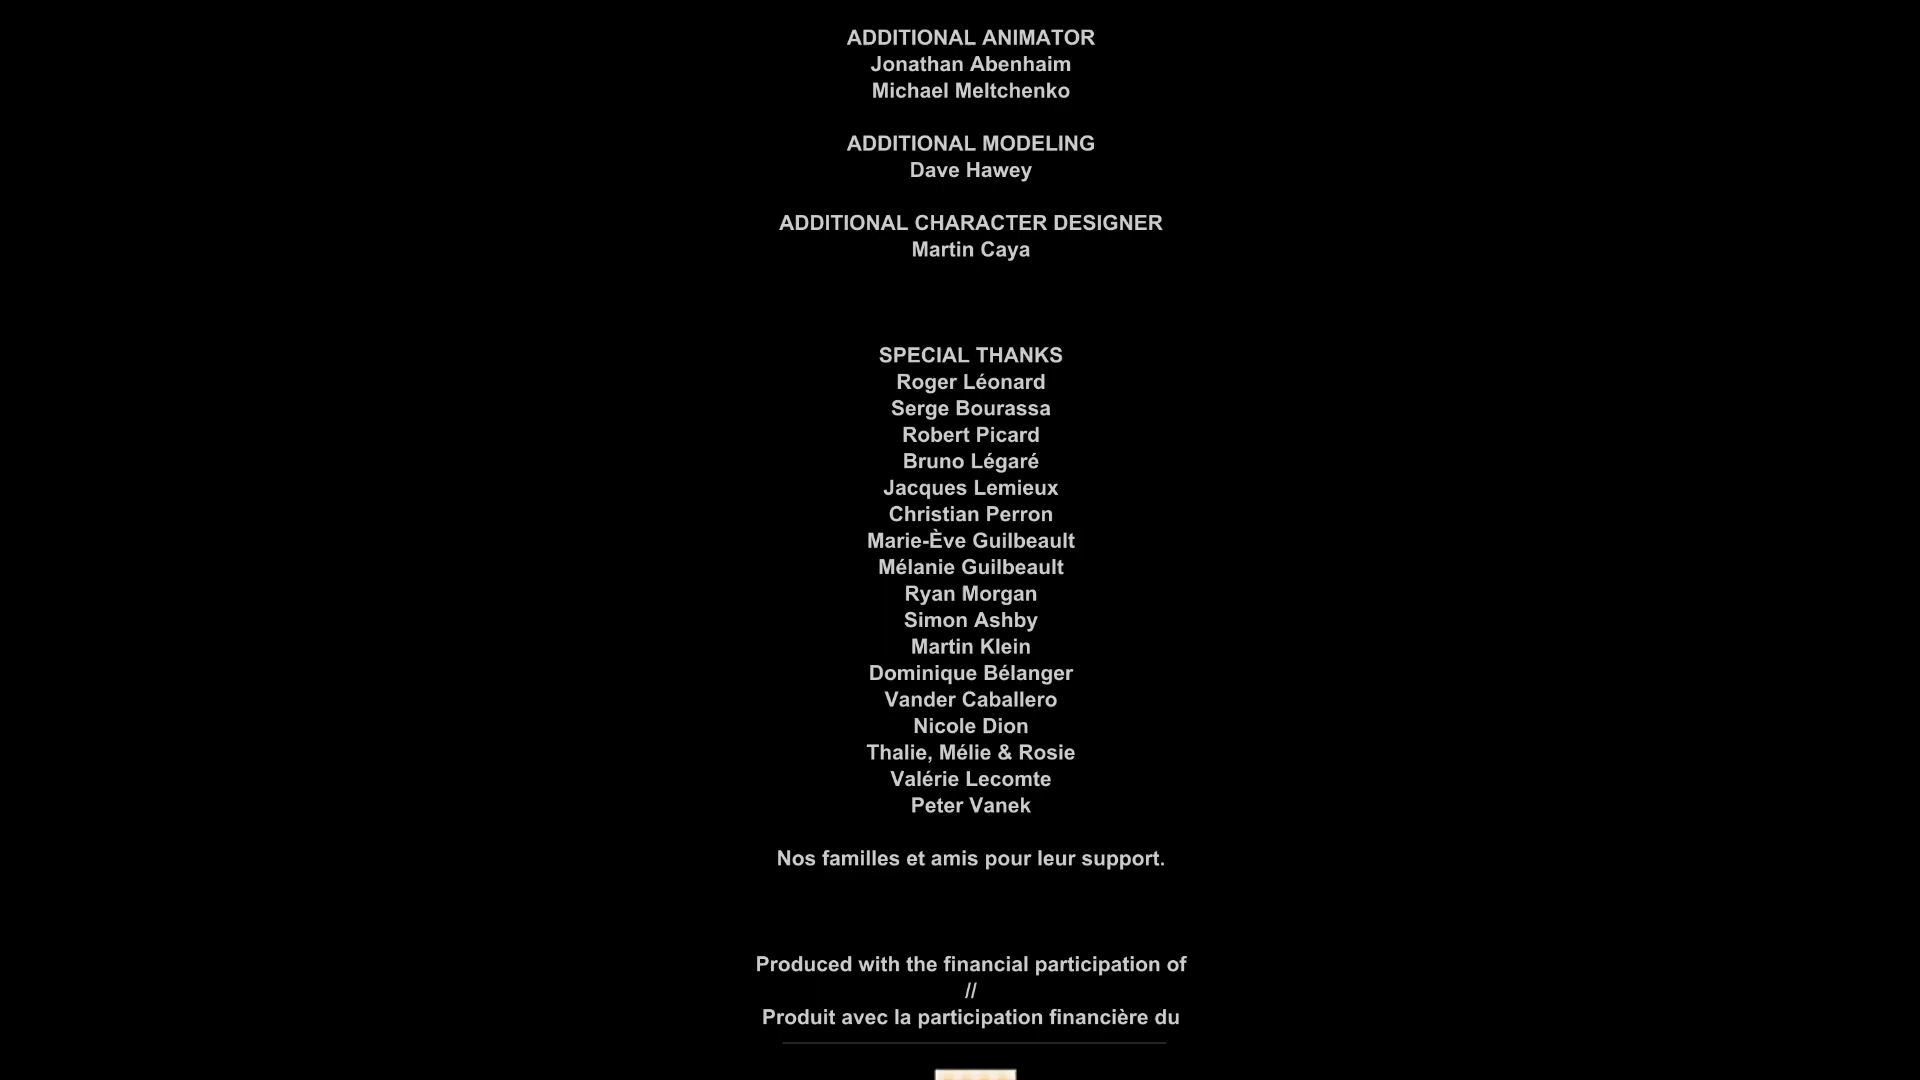 ADDITIONAL ANIMATOR
Jonathan Abenhaim
Michael Meltchenko
ADDITIONAL MODELING
Dave Hawey
ADDITIONAL CHARACTER DESIGNER
Martin Caya
SPECIAL THANKS
Roger Léonard
Serge Bourassa
Robert Picard
Bruno Légaré
Jacques Lemieux
Christian Perron
Marie-Ève Guilbeault
Mélanie Guilbeault
Ryan Morgan
Simon Ashby
Martin Klein
Dominique Bélanger
Vander Caballero
Nicole Dion
Thalie, Mélie & Rosie
Valérie Lecomte
Peter Vanek
Nos familles et amis pour leur support.
Produced with the financial participation of
//
Produit avec la participation financière du